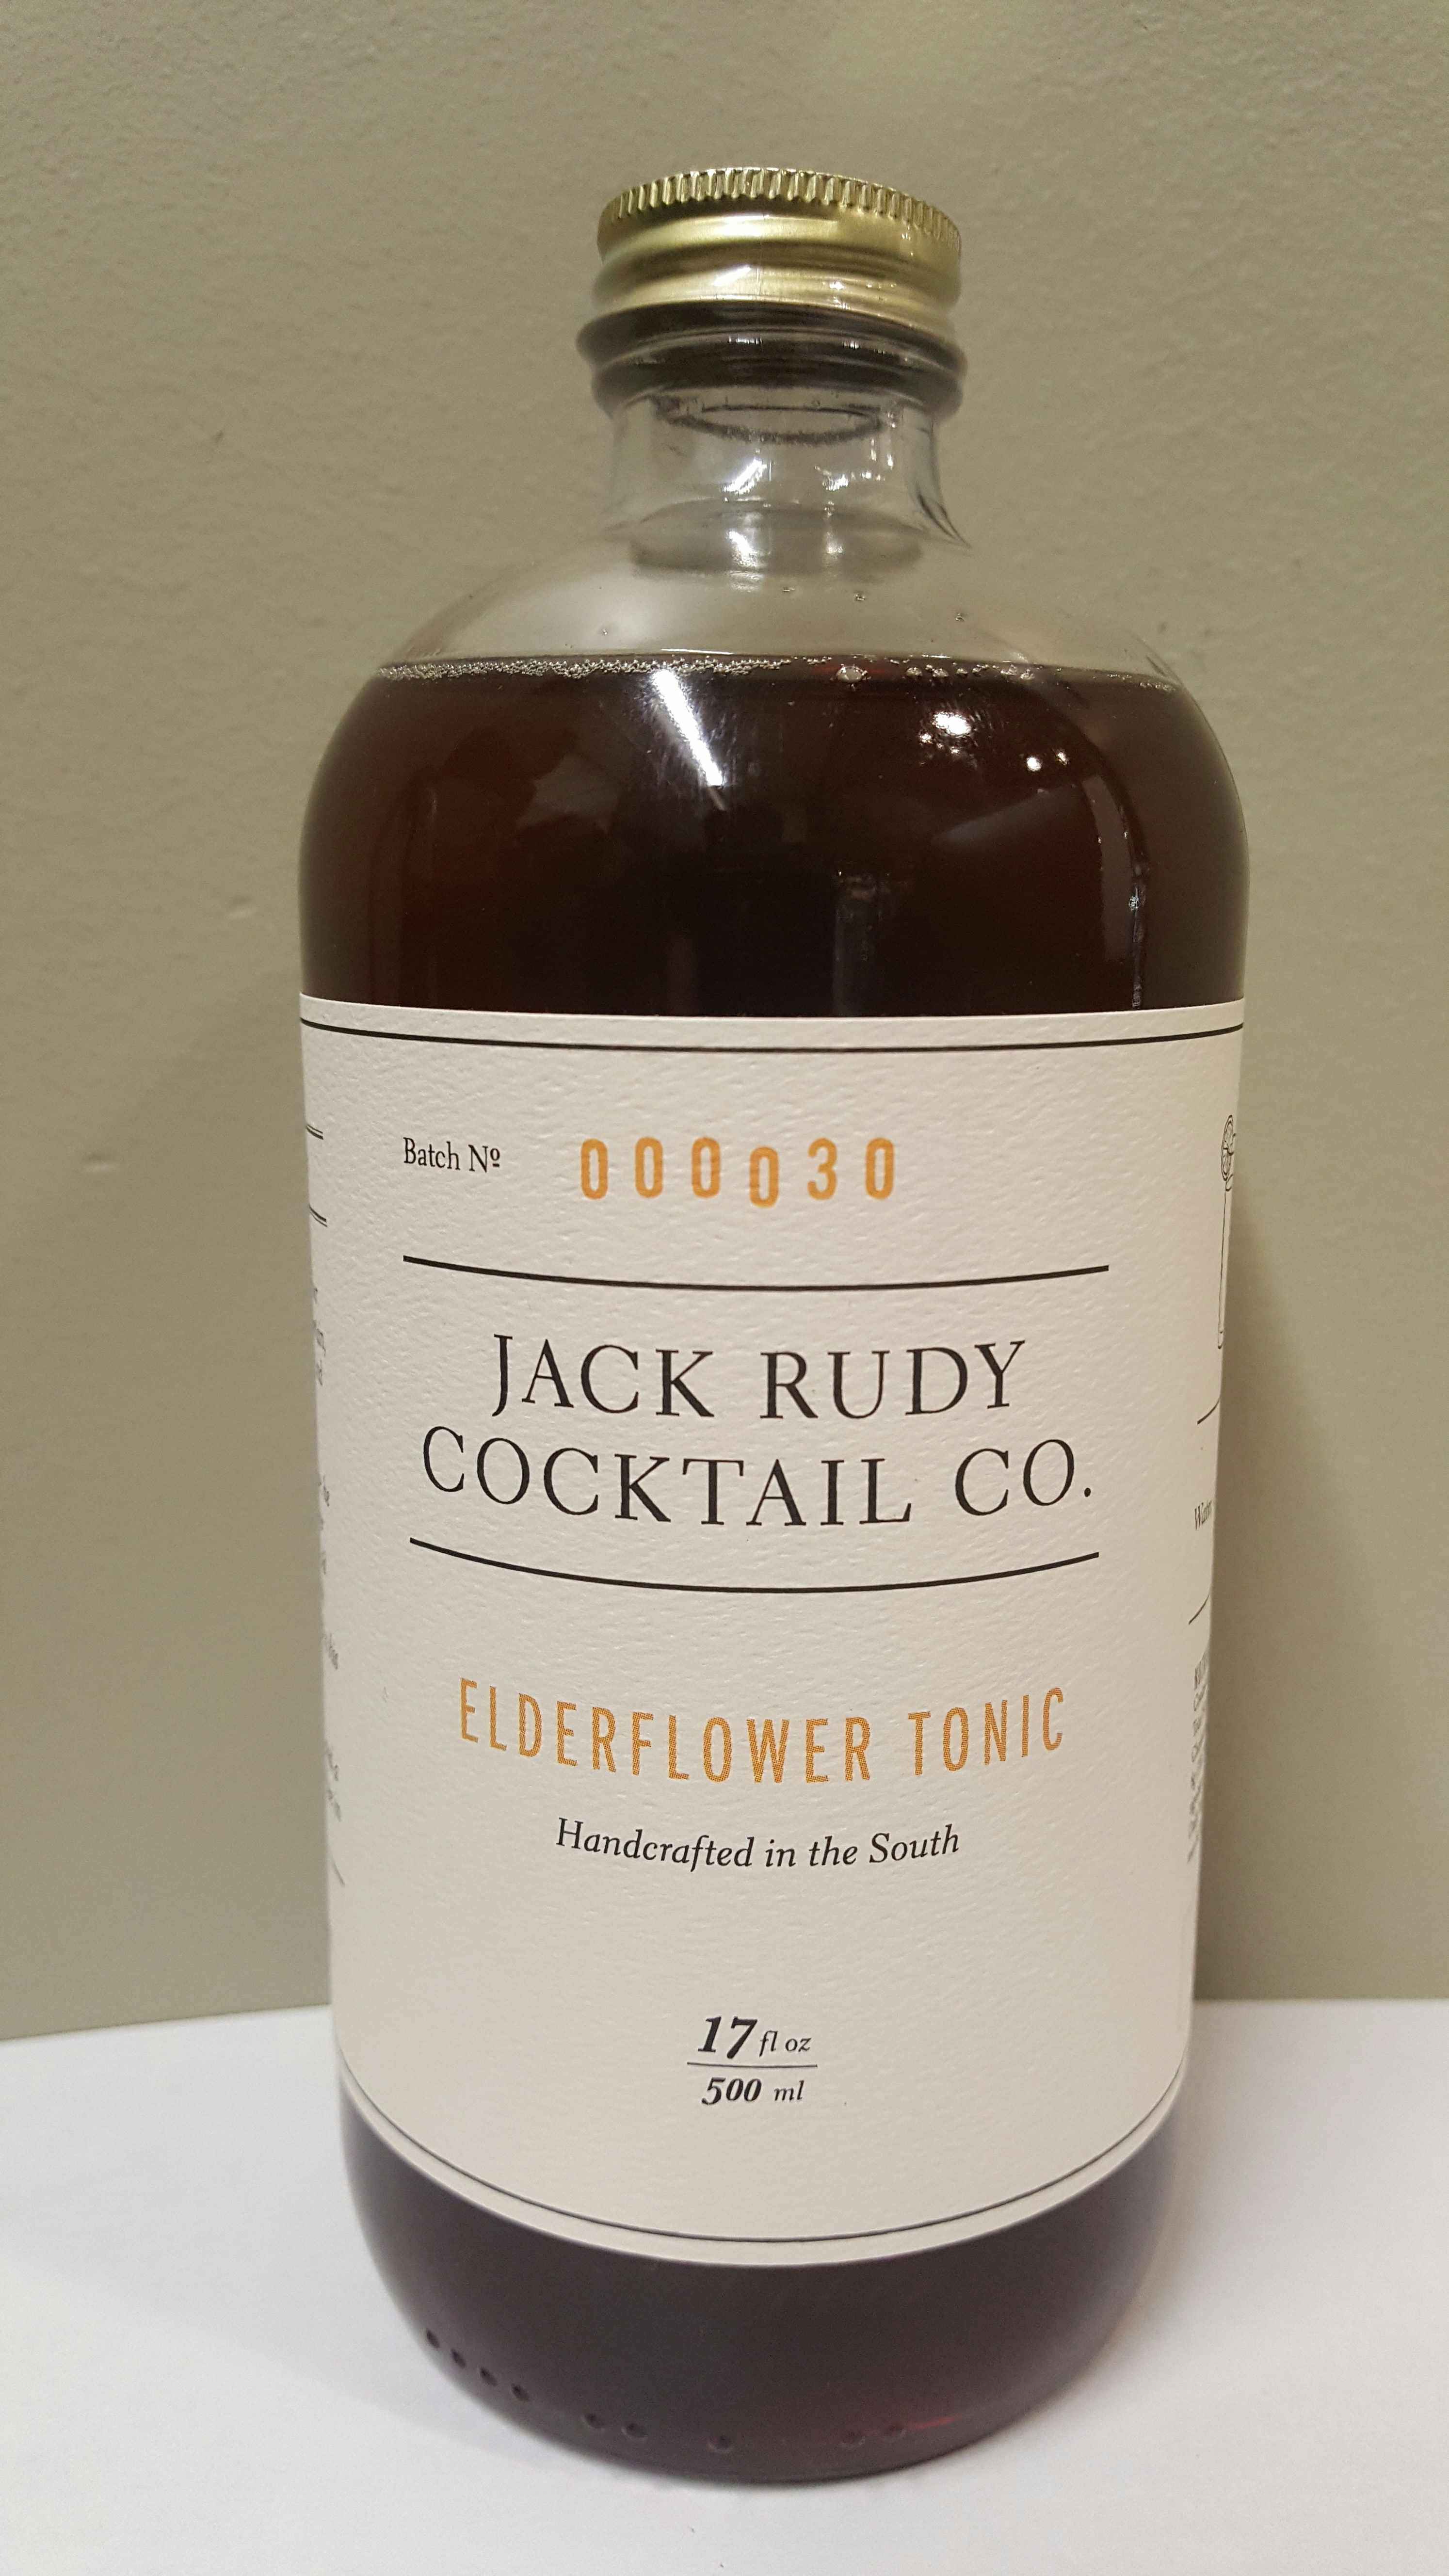 Batch Nº 000030
JACK RUDY
COCKTAIL CO.
ELDERFLOWER TONIC
Handcrafted in the South
17 fl oz
500 ml